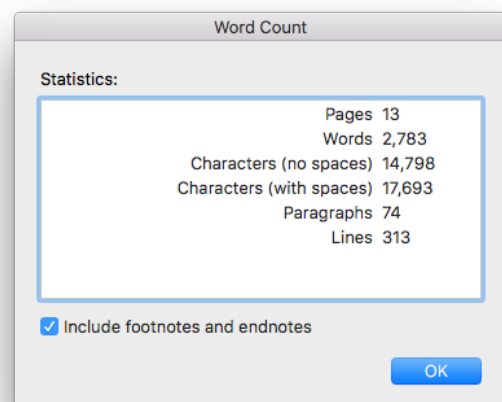 Word Count
Statistics:
Pages 13
Words 2,783
Characters (no spaces) 14,798
Characters (with spaces) 17,693
Paragraphs 74
Lines 313
Include footnotes and endnotes
OK